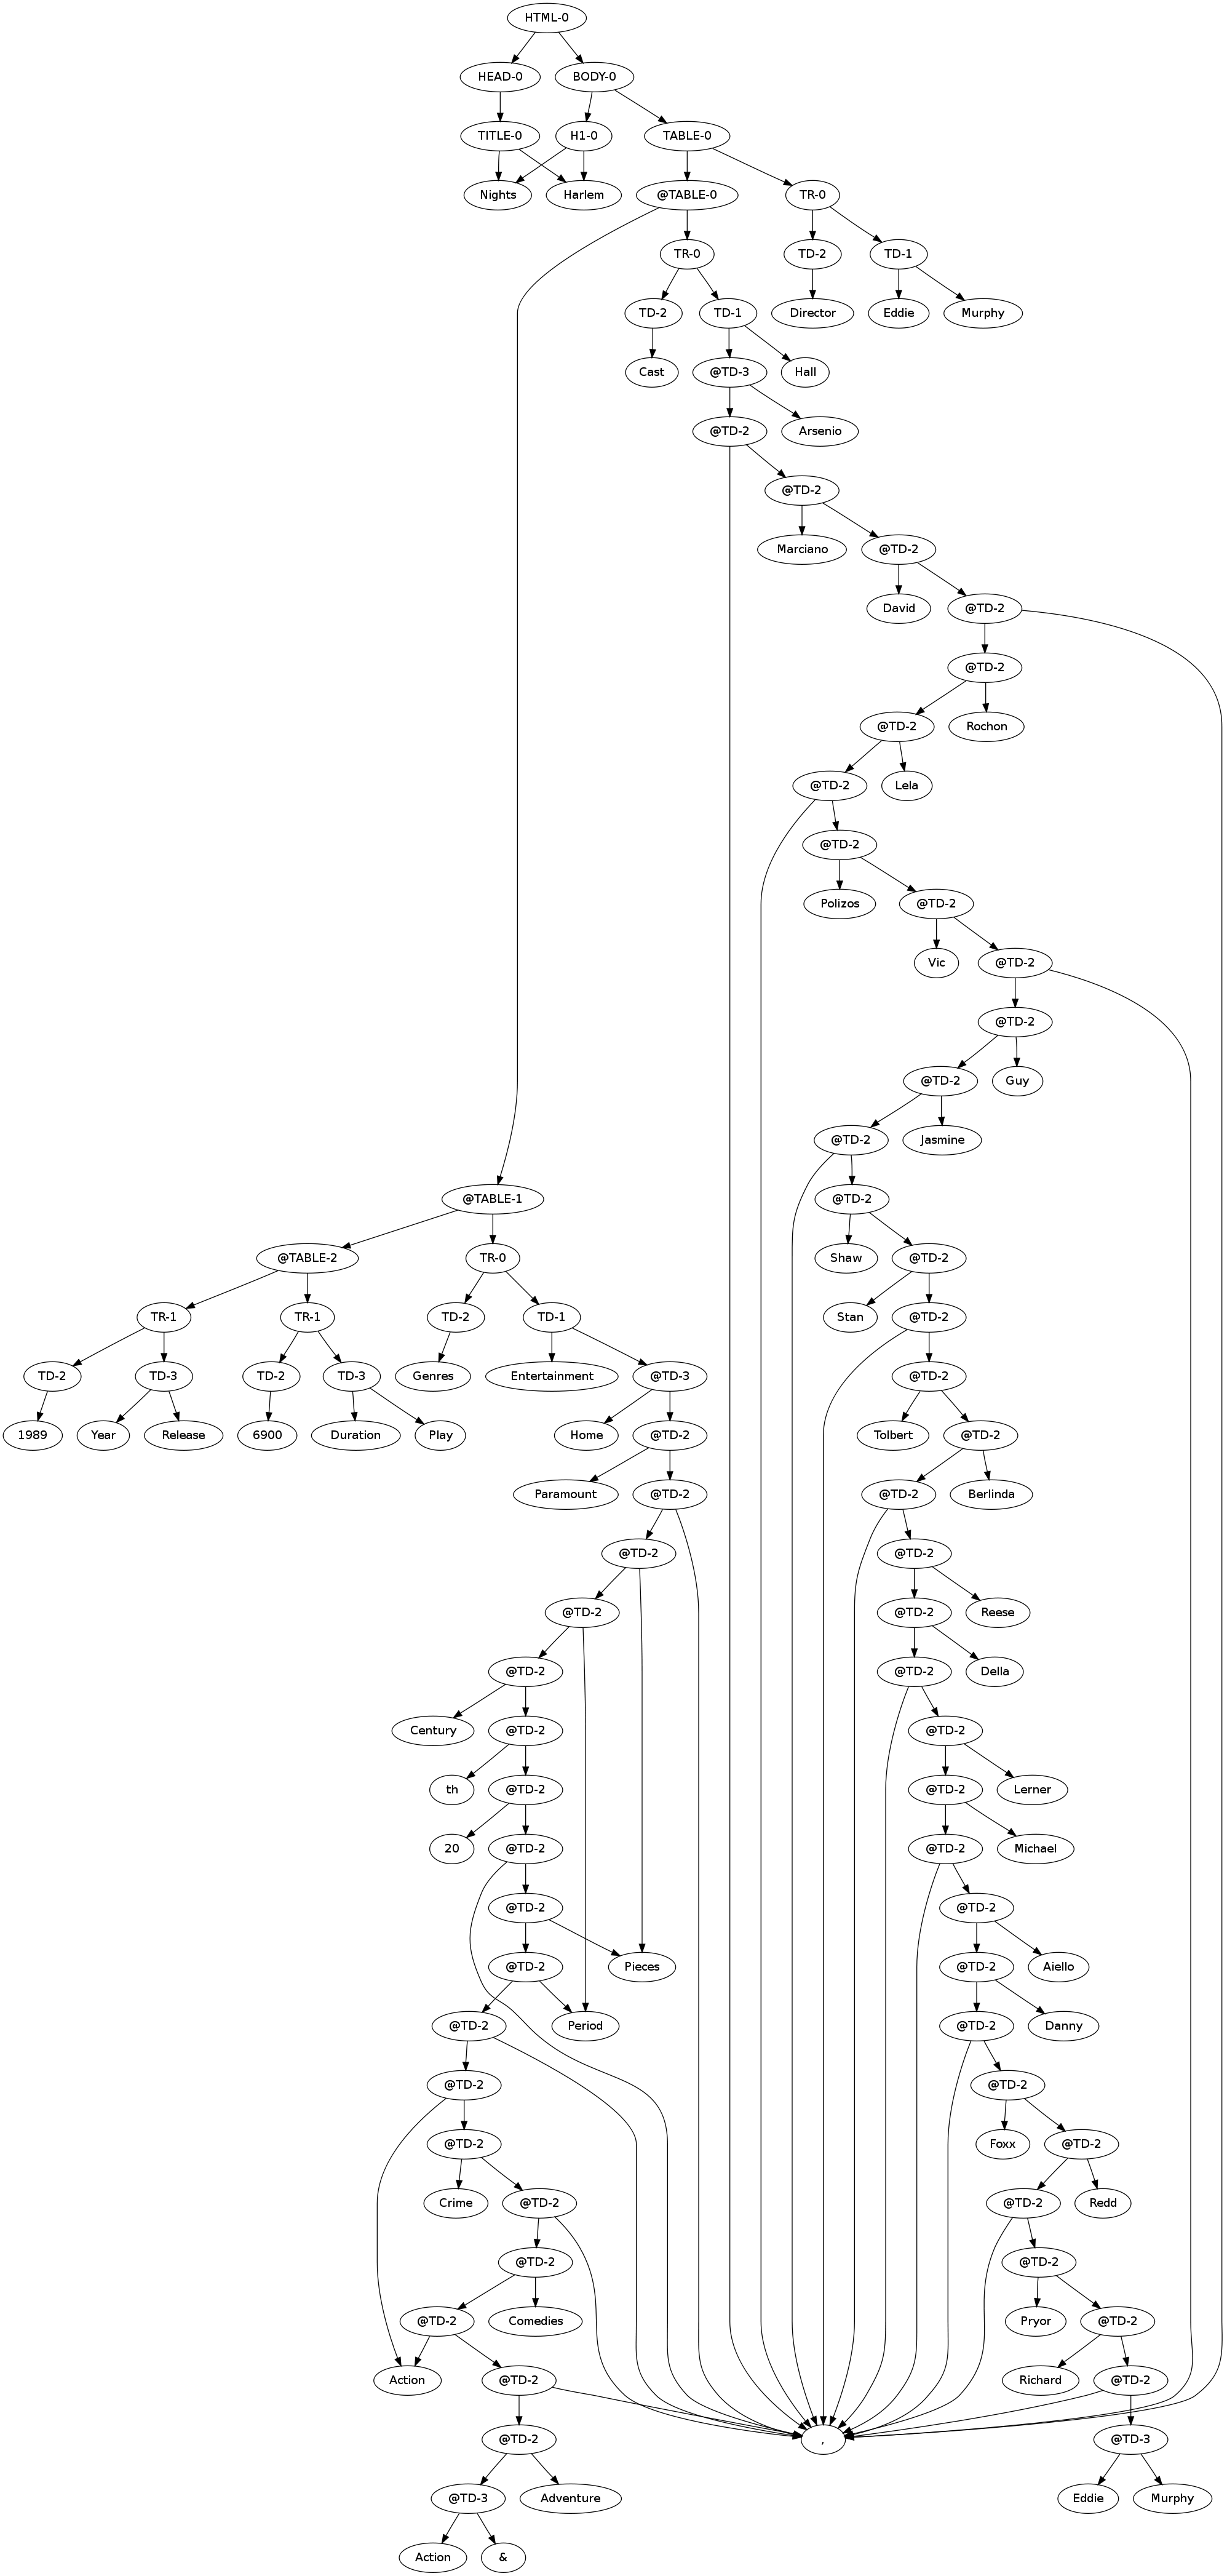 HTML-0
HEAD-0 BODY-0
TITLE-0 H1-0 TABLE-0
Nights Harlem @TABLE-0 TR-0
TR-0 TD-2 TD-1
TD-2 TD-1 Director Eddie Murphy
Cast @TD-3 Hall
@TD-2 Arsenio
@TD-2
Marciano @TD-2
David @TD-2
@TD-2
@TD-2 Rochon
@TD-2 Lela
@TD-2
Polizos @TD-2
Vic @TD-2
@TD-2
@TD-2 Guy
@TD-2 Jasmine
@TABLE-1 @TD-2
@TABLE-2 TR-0 Shaw @TD-2
TR-1 TR-1 TD-2 TD-1 Stan @TD-2
TD-2 TD-3 TD-2 TD-3 Genres Entertainment @TD-3 @TD-2
1989 Year Release 6900 Duration Play Home @TD-2 Tolbert @TD-2
Paramount @TD-2 @TD-2 Berlinda
@TD-2 @TD-2
@TD-2 @TD-2 Reese
@TD-2 @TD-2 Della
Century @TD-2 @TD-2
th @TD-2 @TD-2 Lerner
20 @TD-2 @TD-2 Michael
@TD-2 @TD-2
@TD-2 Pieces @TD-2 Aiello
@TD-2 Period @TD-2 Danny
@TD-2 @TD-2
@TD-2 Foxx @TD-2
Crime @TD-2 @TD-2 Redd
@TD-2 @TD-2
@TD-2 Comedies Pryor @TD-2
Action @TD-2 Richard @TD-2
@TD-2 , @TD-3
@TD-3 Adventure Eddie Murphy
Action &